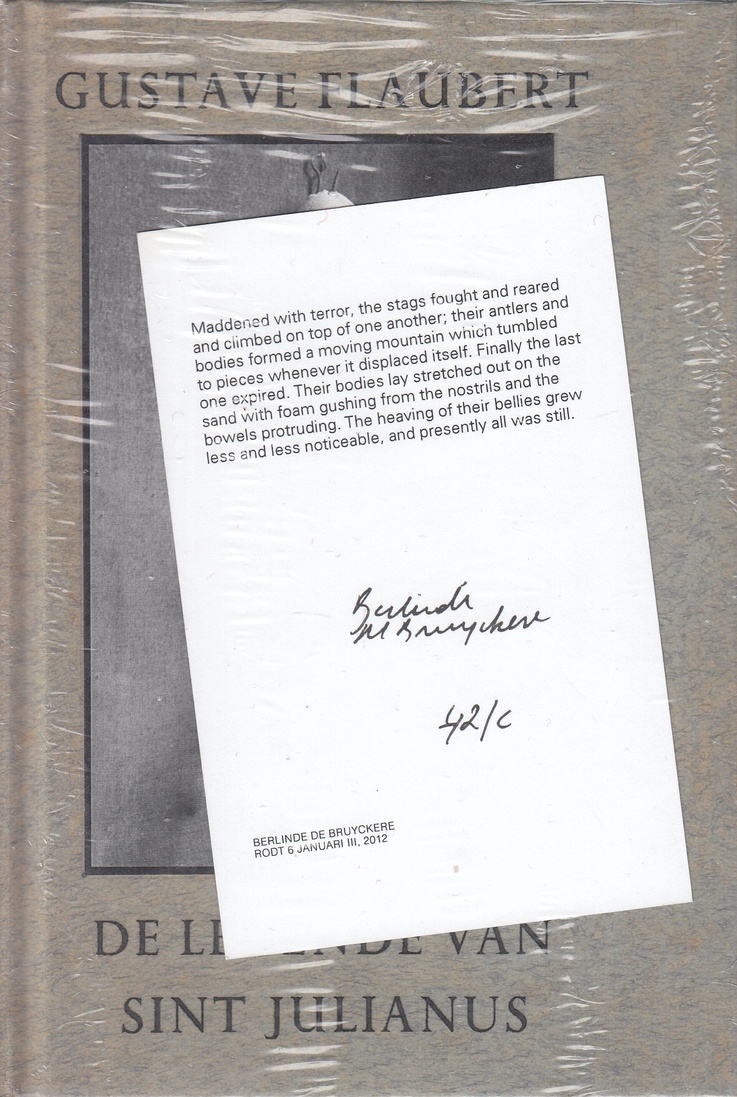 GUSTAVE FLAUBERT
Maddened with terror, the stags fought and reared
and climbed on top of one another; their antlers and
bodies formed a moving mountain which tumbled
to pieces whenever it displaced itself. Finally the last
one expired. Their bodies lay stretched out on the
sand with foam gushing from the nostrils and the
bowels protruding. The heaving of their bellies grew
less and less noticeable, and presently all was still.
Berlinde
De Bruyckere
42/C
BERLINDE DE BRUYCKERE
RODT 6 JANUARI III, 2012
DE LEGENDE VAN
SINT JULIANUS